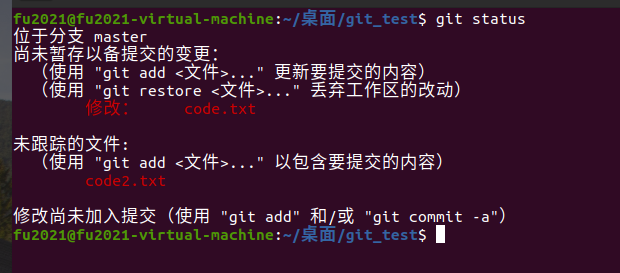 fu2021@fu2021-virtual-machine:~/桌面/git_test$ git status
位于分支 master
尚未暂存以备提交的变更：
（使用 "git add <文件>..." 更新要提交的内容）
（使用 "git restore <文件>..." 丢弃工作区的改动）
修改： code.txt
未跟踪的文件:
（使用 "git add <文件>..." 以包含要提交的内容）
code2.txt
修改尚未加入提交（使用 "git add" 和/或 "git commit -a"）
fu2021@fu2021-virtual-machine:~/桌面/git_test$